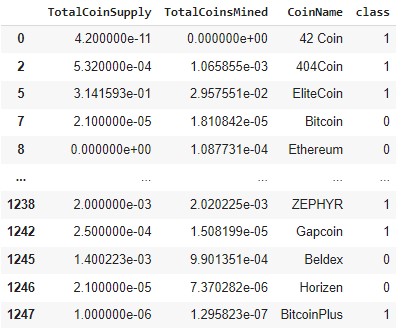 TotalCoinSupply TotalCoinsMined CoinName class
0 4.200000e-11 0.000000e+00 42 Coin 1
2 5.320000e-04 1.065855e-03 404Coin 1
5 3.141593e-01 2.957551e-02 EliteCoin 1
7 2.100000e-05 1.810842e-05 Bitcoin 0
8 0.000000e+00 1.087731e-04 Ethereum 0
... ... ... ... ...
1238 2.000000e-03 2.020225e-03 ZEPHYR 1
1242 2.500000e-04 1.508199e-05 Gapcoin 1
1245 1.400223e-03 9.901351e-04 Beldex 0
1246 2.100000e-05 7.370282e-06 Horizen 0
1247 1.000000e-06 1.295823e-07 BitcoinPlus 1